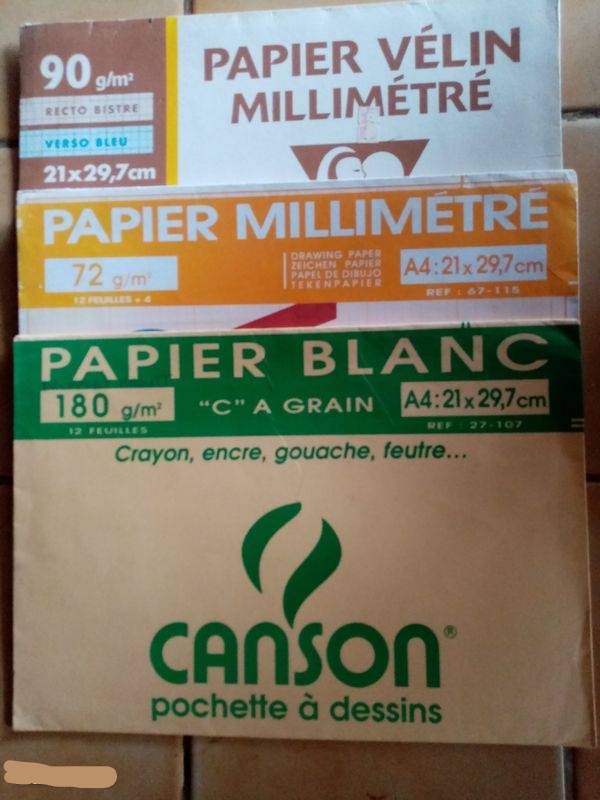 90 g/m²
RECTO BISTRE
VERSO BLEU
21x29,7cm
PAPIER VÉLIN
MILLIMÉTRÉ
PAPIER MILLIMÉTRÉ
72 g/m²
12 FEUILLES + 4
DRAWING PAPER
ZEICHEN PAPIER
PAPEL DE DIBUJO
TEKENPAPIER
A4:21x29,7cm
REF : 67-115
PAPIER BLANC
180 g/m²
12 FEUILLES
"C" A GRAIN
A4:21x29,7cm
REF : 27-107
Crayon, encre, gouache, feutre...
CANSON®
pochette à dessins